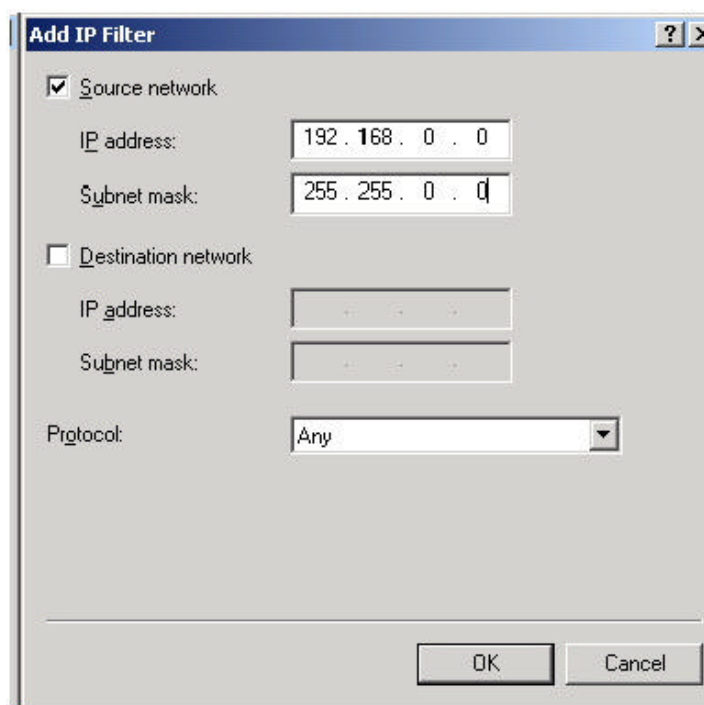 Add IP Filter
Source network
IP address: 192 . 168 . 0 . 0
Subnet mask: 255 . 255 . 0 . 0
Destination network
IP address: . . .
Subnet mask: . . .
Protocol: Any
OK Cancel